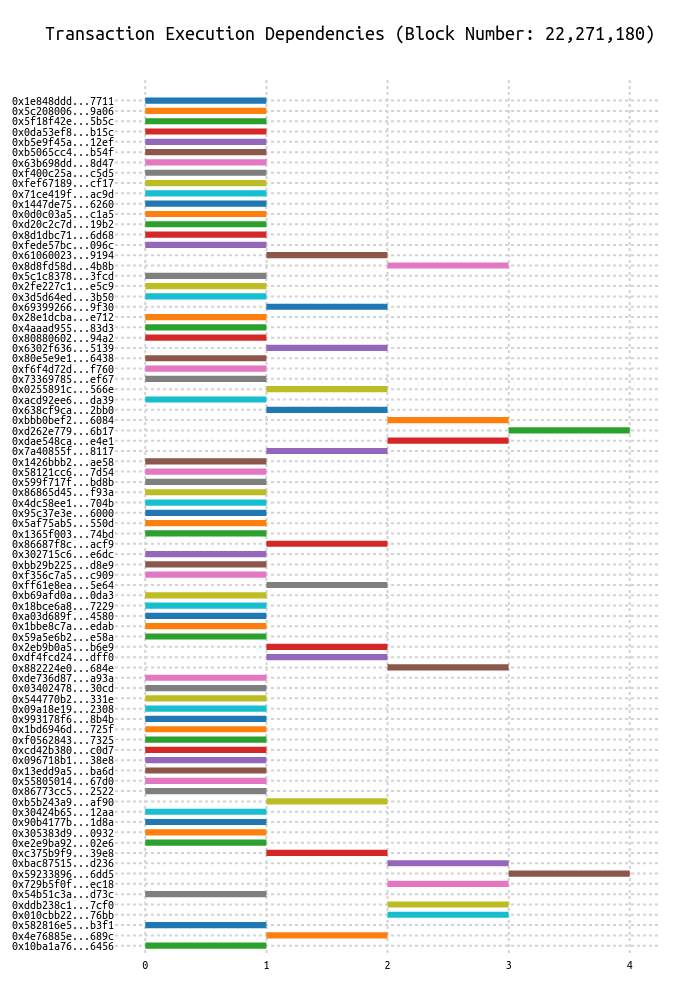 Transaction Execution Dependencies (Block Number: 22,271,180)
0x1e848ddd...7711
0x5c208006...9a06
0x5f18f42e...5b5c
0x0da53ef8...b15c
0xb5e9f45a...12ef
0xb5065cc4...b54f
0x63b698dd...8d47
0xf400c25a...c5d5
0xfef67189...cf17
0x71ce419f...ac9d
0x1447de75...6260
0x0d0c03a5...c1a5
0xd20c2c7d...19b2
0x8d1dbc71...6d68
0xfede57bc...096c
0x61060023...9194
0x8d8fd58d...4b8b
0x5c1c8378...3fcd
0x2fe227c1...e5c9
0x3d5d64ed...3b50
0x69399266...9f30
0x28e1dcba...e712
0x4aaad955...83d3
0x80880602...94a2
0x6302f636...5139
0x80e5e9e1...6438
0xf6f4d72d...f760
0x73369785...ef67
0x0255891c...566e
0xacd92ee6...da39
0x638cf9ca...2bb0
0xbbb0bef2...6084
0xd262e779...6b17
0xdae548ca...e4e1
0x7a40855f...8117
0x1426bbb2...ae58
0x58121cc6...7d54
0x599f717f...bd8b
0x86865d45...f93a
0x4dc58ee1...704b
0x95c37e3e...6000
0x5af75ab5...550d
0x1365f003...74bd
0x86687f8c...acf9
0x302715c6...e6dc
0xbb29b225...d8e9
0xf356c7a5...c909
0xff61e8ea...5e64
0xb69afd0a...0da3
0x18bce6a8...7229
0xa03d689f...4580
0x1bbe8c7a...edab
0x59a5e6b2...e58a
0x2eb9b0a5...b6e9
0xdf4fcd24...dff0
0x882224e0...684e
0xde736d87...a93a
0x03402478...30cd
0x544770b2...331e
0x09a18e19...2308
0x993178f6...8b4b
0x1bd6946d...725f
0xf0562843...7325
0xcd42b380...c0d7
0x096718b1...38e8
0x13edd9a5...ba6d
0x55805014...67d0
0x86773cc5...2522
0xb5b243a9...af90
0x30424b65...12aa
0x90b4177b...1d8a
0x305383d9...0932
0xe2e9ba92...02e6
0xc375b9f9...39e8
0xbac87515...d236
0x59233896...6dd5
0x729b5f0f...ec18
0x54b51c3a...d73c
0xddb238c1...7cf0
0x010cbb22...76bb
0x582816e5...b3f1
0x4e76885e...689c
0x10ba1a76...6456
0 1 2 3 4